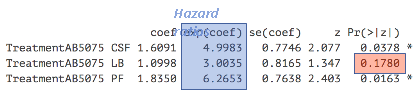 Hazard
ratio
coef exp(coef) se(coef) z Pr(>|z|)
TreatmentAB5075 CSF 1.6091 4.9983 0.7746 2.077 0.0378 *
TreatmentAB5075 LB 1.0998 3.0035 0.8165 1.347 0.1780
TreatmentAB5075 PF 1.8350 6.2653 0.7638 2.403 0.0163 *